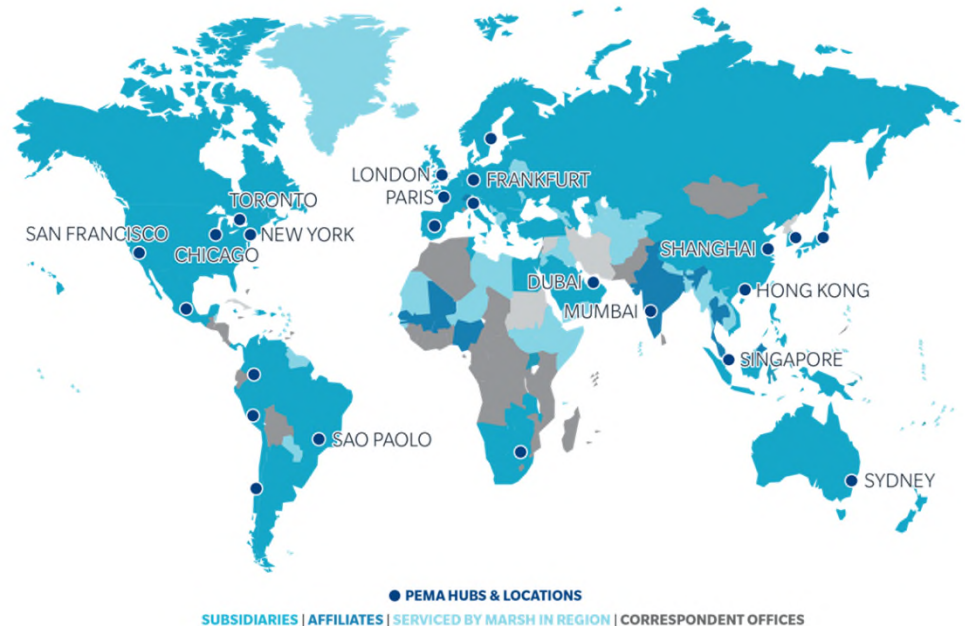 LONDON
FRANKFURT
PARIS
TORONTO
SAN FRANCISCO
NEW YORK
CHICAGO
SHANGHAI
DUBAI
HONG KONG
MUMBAI
SINGAPORE
SAO PAOLO
SYDNEY
PEMA HUBS & LOCATIONS
SUBSIDIARIES | AFFILIATES | SERVICED BY MARSH IN REGION | CORRESPONDENT OFFICES